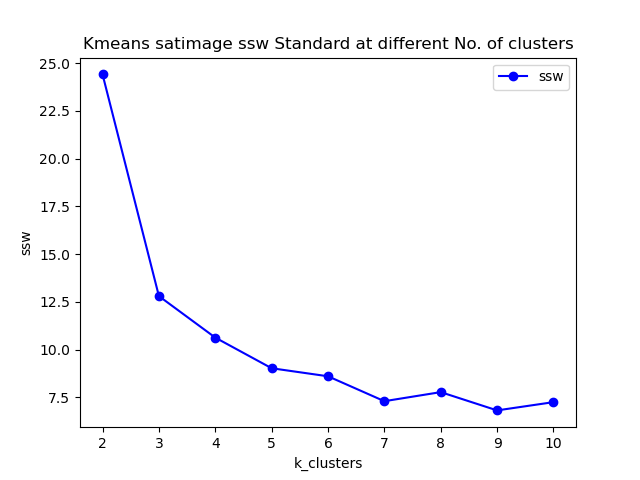 Kmeans satimage ssw Standard at different No. of clusters
25.0
22.5
20.0
17.5
15.0
12.5
10.0
7.5
ssw
ssw
2 3 4 5 6 7 8 9 10
k_clusters